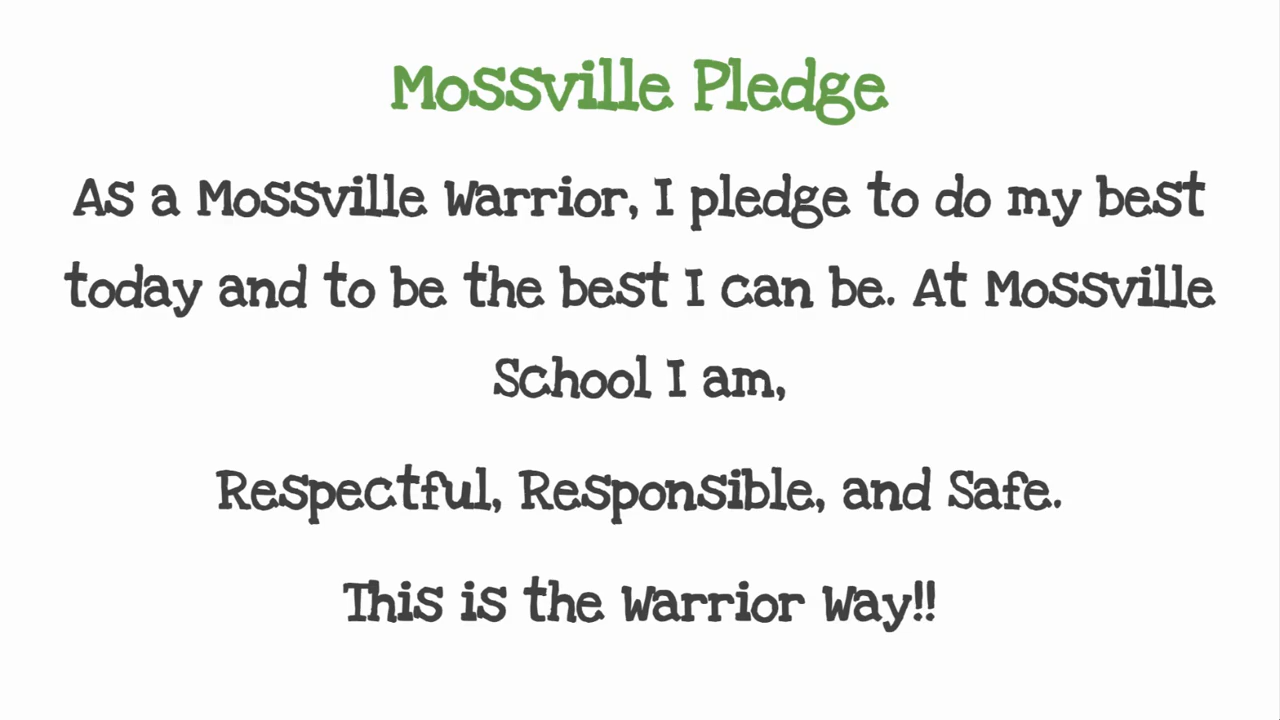 Mossville Pledge
As a Mossville Warrior, I pledge to do my best
today and to be the best I can be. At Mossville
School I am,
Respectful, Responsible, and Safe.
This is the Warrior Way!!